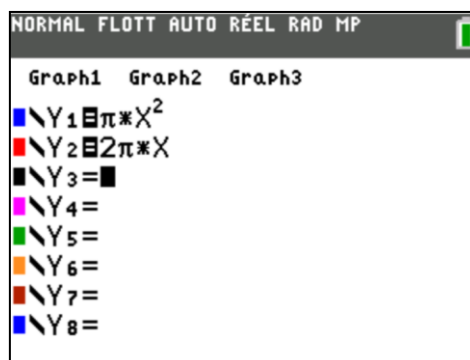 NORMAL FLOTT AUTO RÉEL RAD MP
Graph1 Graph2 Graph3
\Y1=π*X²
\Y2=2π*X
\Y3=
\Y4=
\Y5=
\Y6=
\Y7=
\Y8=